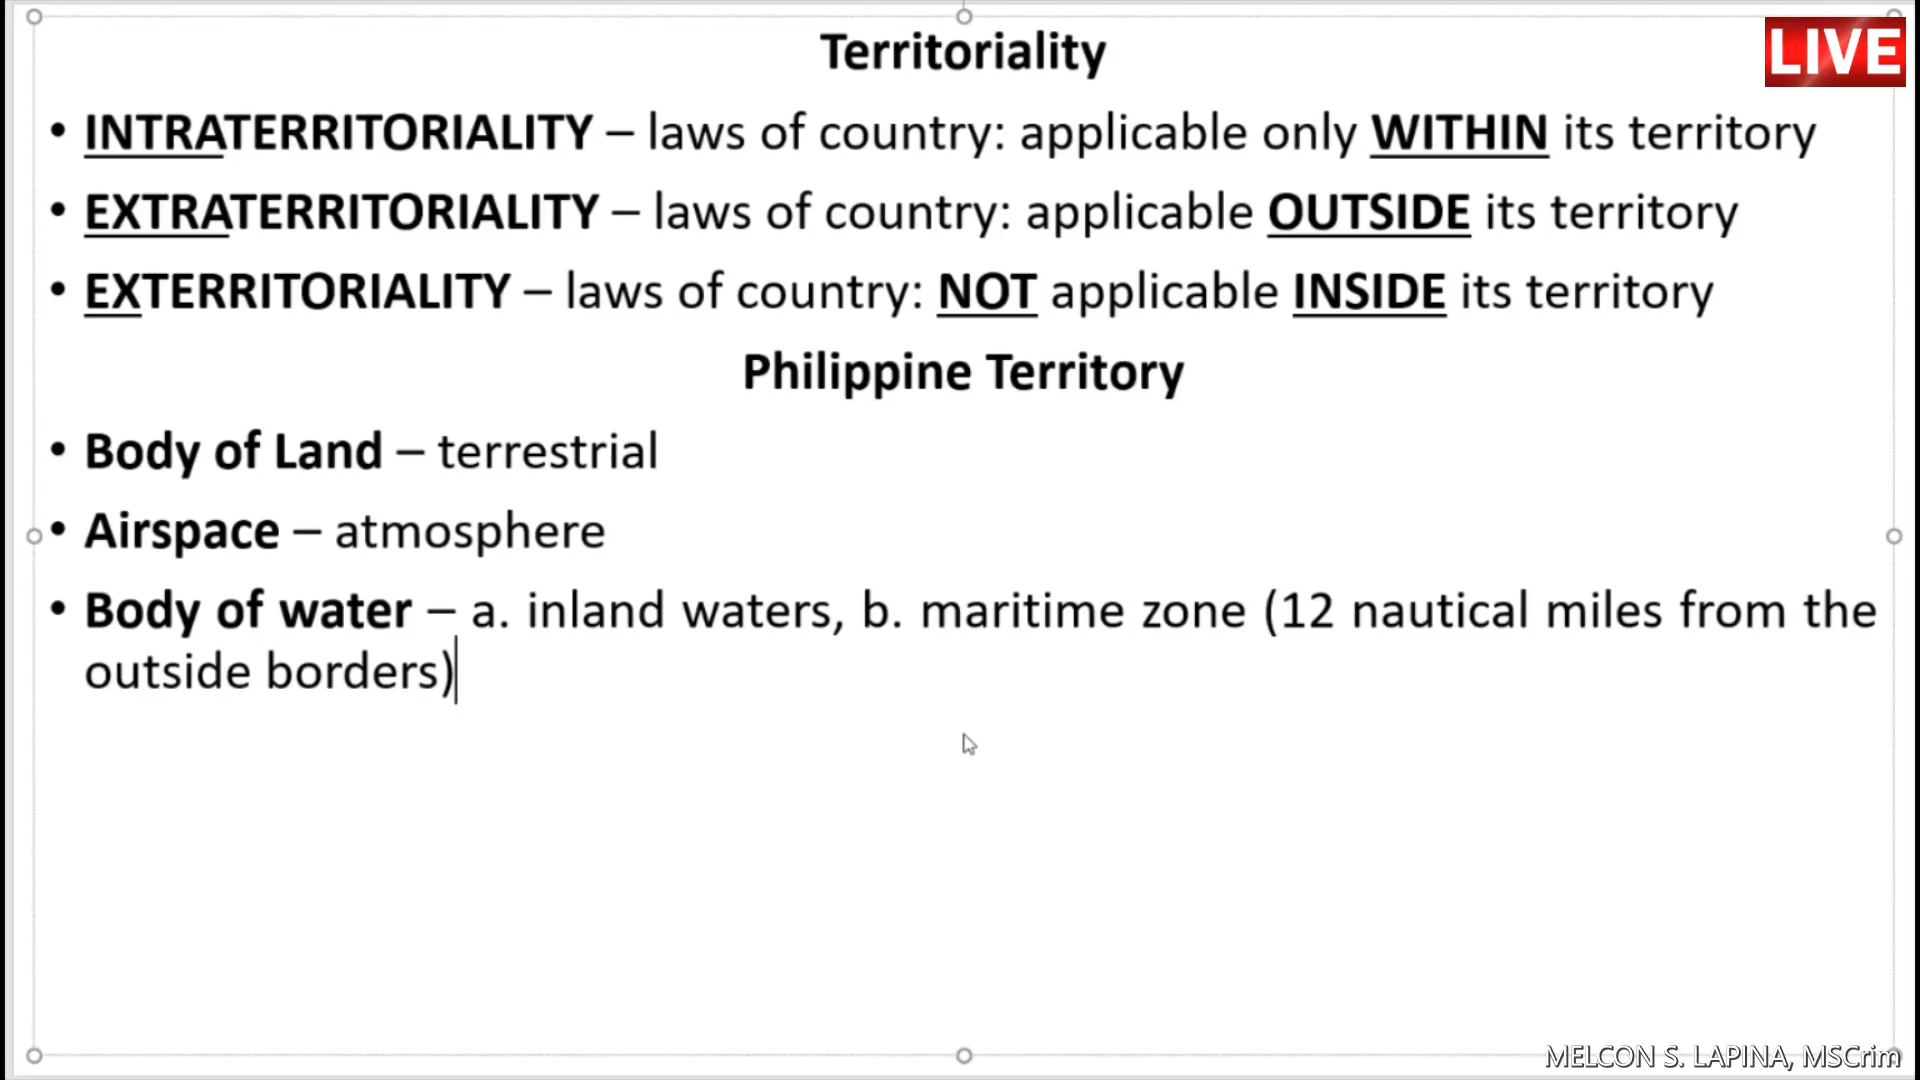 Territoriality
LIVE
• INTRATERRITORIALITY – laws of country: applicable only WITHIN its territory
• EXTRATERRITORIALITY – laws of country: applicable OUTSIDE its territory
• EXTERRITORIALITY – laws of country: NOT applicable INSIDE its territory
Philippine Territory
• Body of Land – terrestrial
• Airspace – atmosphere
• Body of water – a. inland waters, b. maritime zone (12 nautical miles from the
outside borders)
MELCON S. LAPINA, MSCrim